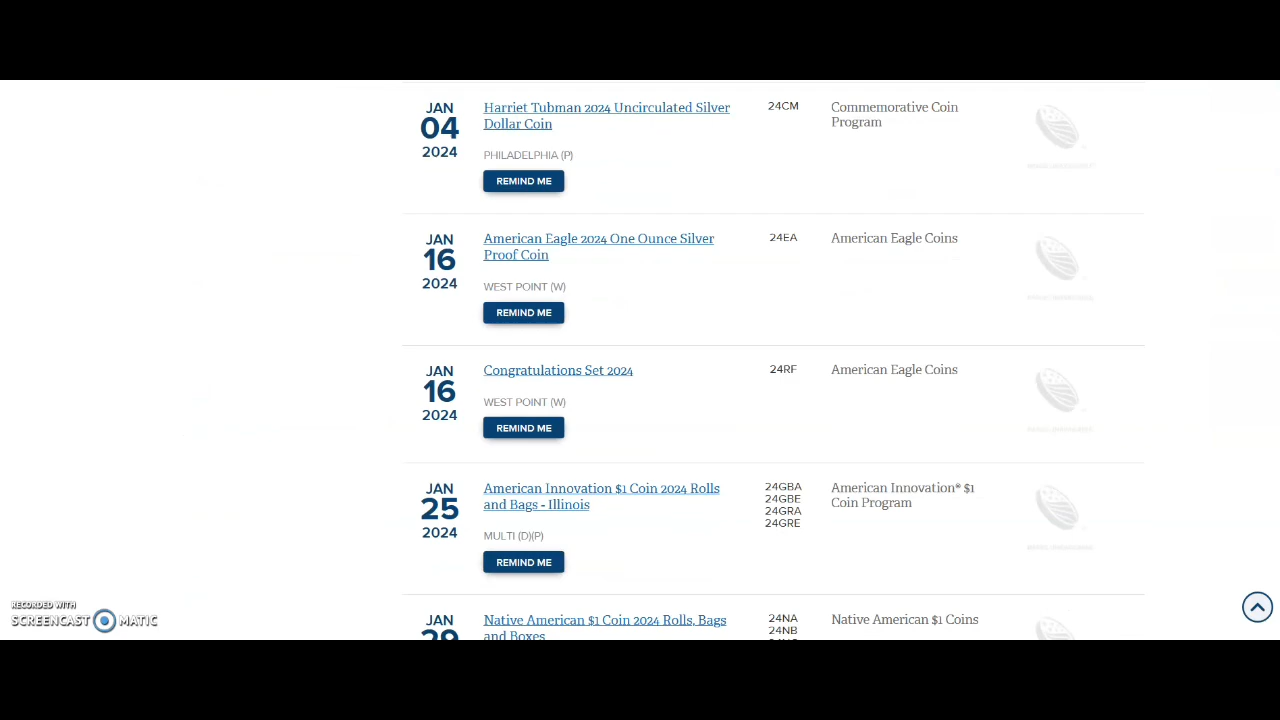 JAN
04
2024
Harriet Tubman 2024 Uncirculated Silver
Dollar Coin
PHILADELPHIA (P)
REMIND ME
24CM
Commemorative Coin
Program
JAN
16
2024
American Eagle 2024 One Ounce Silver
Proof Coin
WEST POINT (W)
REMIND ME
24EA
American Eagle Coins
JAN
16
2024
Congratulations Set 2024
WEST POINT (W)
REMIND ME
24RF
American Eagle Coins
JAN
25
2024
American Innovation $1 Coin 2024 Rolls
and Bags - Illinois
MULTI (D)(P)
REMIND ME
24GBA
24GBE
24GRA
24GRE
American Innovation® $1
Coin Program
JAN
29
Native American $1 Coin 2024 Rolls, Bags
and Boxes
24NA
24NB
Native American $1 Coins
RECORDED WITH
SCREENCAST MATIC